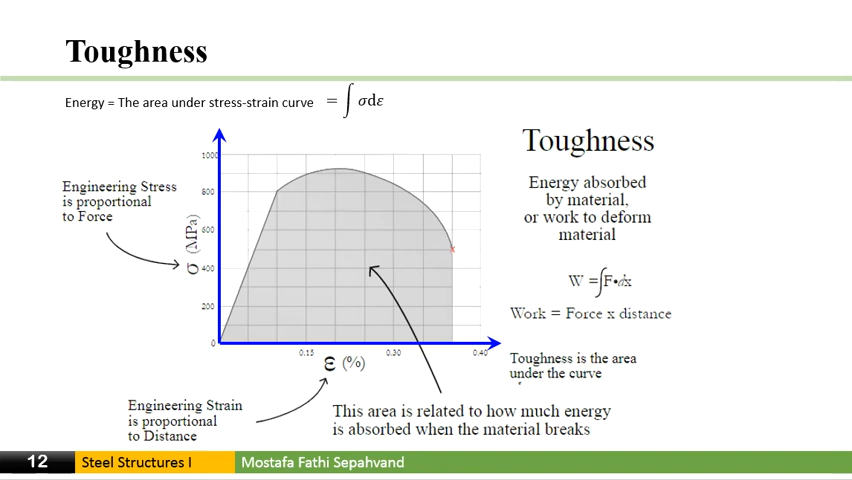 Toughness
Energy = The area under stress-strain curve = ∫ σdε
Toughness
Energy absorbed
by material,
or work to deform
material
W = ∫F•dx
Work = Force x distance
Toughness is the area
under the curve
Engineering Stress
is proportional
to Force
σ (MPa)
1000
800
600
400
200
0
0.15
0.30
0.40
ε (%)
Engineering Strain
is proportional
to Distance
This area is related to how much energy
is absorbed when the material breaks
12
Steel Structures I
Mostafa Fathi Sepahvand